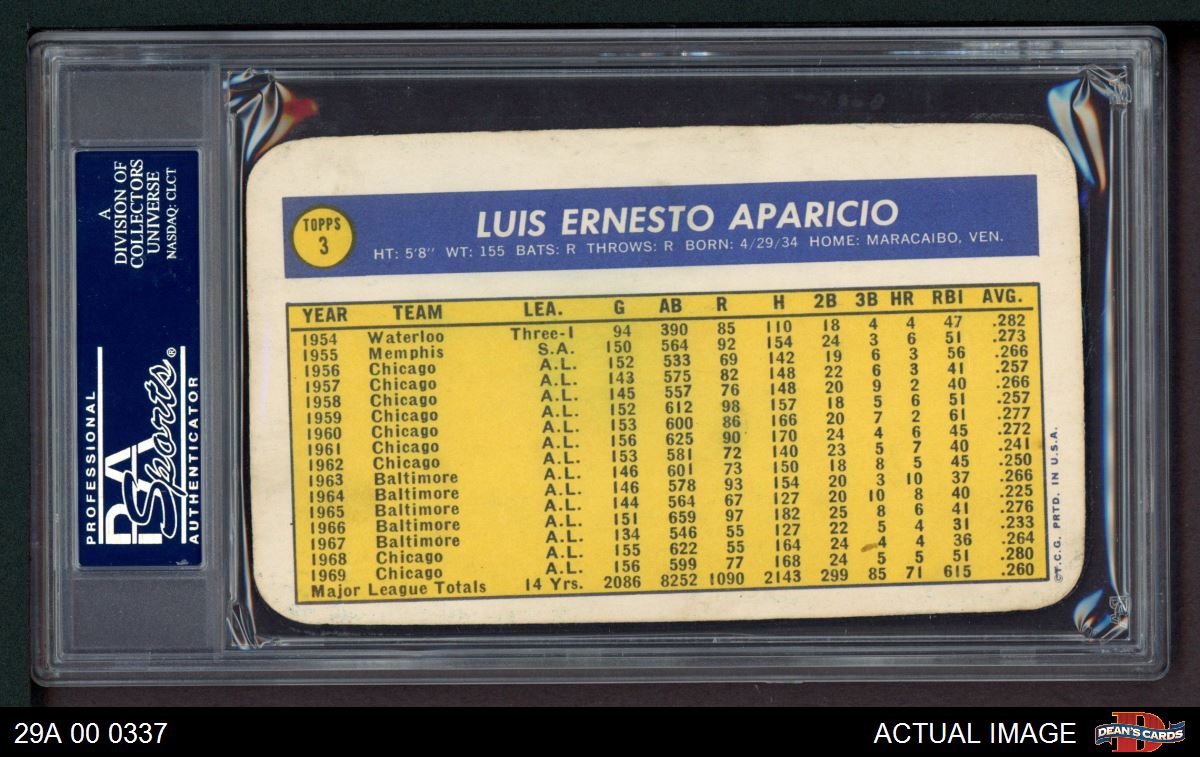 A
DIVISION OF
COLLECTORS
UNIVERSE
NASDAQ: CLCT
PROFESSIONAL
PSA
Sports®
AUTHENTICATOR
TOPPS
3
LUIS ERNESTO APARICIO
HT: 5'8" WT: 155 BATS: R THROWS: R BORN: 4/29/34 HOME: MARACAIBO, VEN.
YEAR TEAM LEA. G AB R H 2B 3B HR RBI AVG.
1954 Waterloo Three-I 94 390 85 110 18 4 4 47 .282
1955 Memphis S.A. 150 564 92 154 24 3 6 51 .273
1956 Chicago A.L. 152 533 69 142 19 6 3 56 .266
1957 Chicago A.L. 143 575 82 148 22 6 3 41 .257
1958 Chicago A.L. 145 557 76 148 20 9 2 40 .266
1959 Chicago A.L. 152 612 98 157 18 5 6 51 .257
1960 Chicago A.L. 153 600 86 166 20 7 2 61 .277
1961 Chicago A.L. 156 625 90 170 24 4 6 45 .272
1962 Chicago A.L. 153 581 72 140 23 5 7 40 .241
1963 Baltimore A.L. 146 601 73 150 18 8 5 45 .250
1964 Baltimore A.L. 146 578 93 154 20 3 10 37 .266
1965 Baltimore A.L. 144 564 67 127 20 10 8 40 .225
1966 Baltimore A.L. 151 659 97 182 25 8 6 41 .276
1967 Baltimore A.L. 134 546 55 127 22 5 4 31 .233
1968 Chicago A.L. 155 622 55 164 24 4 4 36 .264
1969 Chicago A.L. 156 599 77 168 24 5 5 51 .280
Major League Totals 14 Yrs. 2086 8252 1090 2143 299 85 71 615 .260
©T.C.G. PRTD. IN U.S.A.
29A 00 0337
ACTUAL IMAGE
DEAN'S CARDS